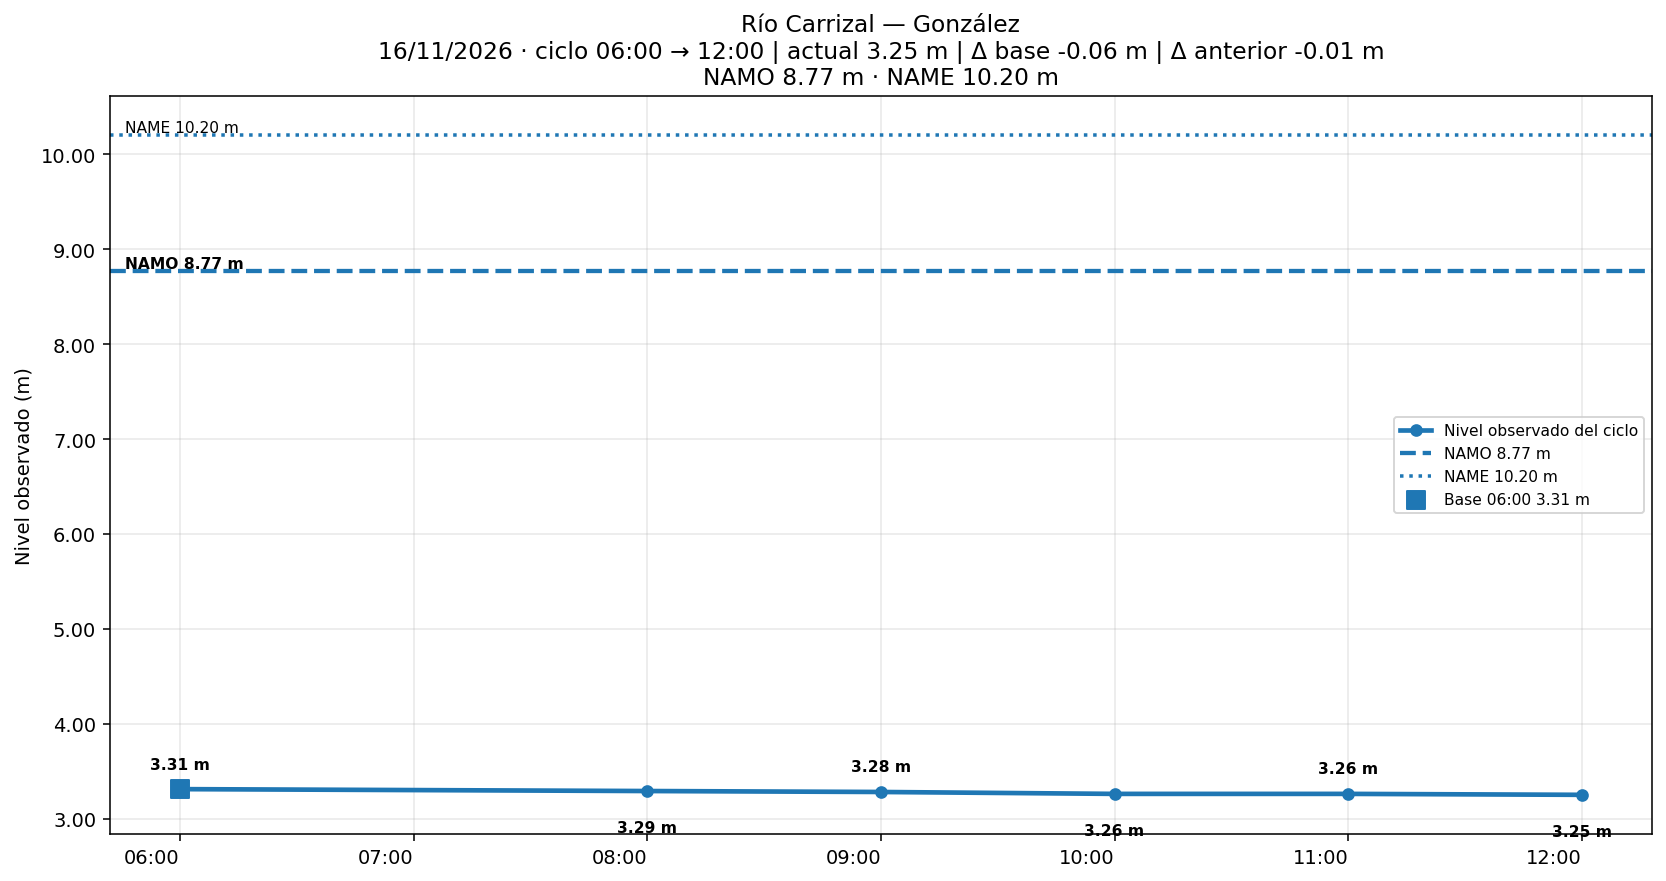 Río Carrizal — González
16/11/2026 · ciclo 06:00 → 12:00 | actual 3.25 m | Δ base -0.06 m | Δ anterior -0.01 m
NAMO 8.77 m · NAME 10.20 m
NAME 10.20 m
10.00
9.00
NAMO 8.77 m
8.00
7.00
6.00
5.00
4.00
3.00
Nivel observado (m)
Nivel observado del ciclo
NAMO 8.77 m
NAME 10.20 m
Base 06:00 3.31 m
3.31 m
3.29 m
3.28 m
3.26 m
3.26 m
3.25 m
06:00
07:00
08:00
09:00
10:00
11:00
12:00